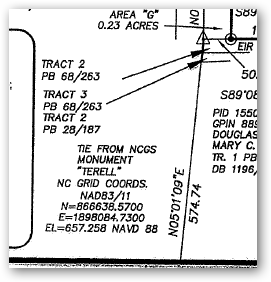 AREA "G"
0.23 ACRES
NO
S89
EIR
TRACT 2
PB 68/263
50.
TRACT 3
PB 68/263
TRACT 2
PB 28/187
S89°08
PID 1550
GPIN 889
DOUGLAS
MARY C.
TR. 1 PB
DB 1196/
TIE FROM NCGS
MONUMENT
"TERELL"
NC GRID COORDS.
NAD83/11
N=866638.5700
E=1898084.7300
EL=657.258 NAVD 88
N05°01'09"E
574.74